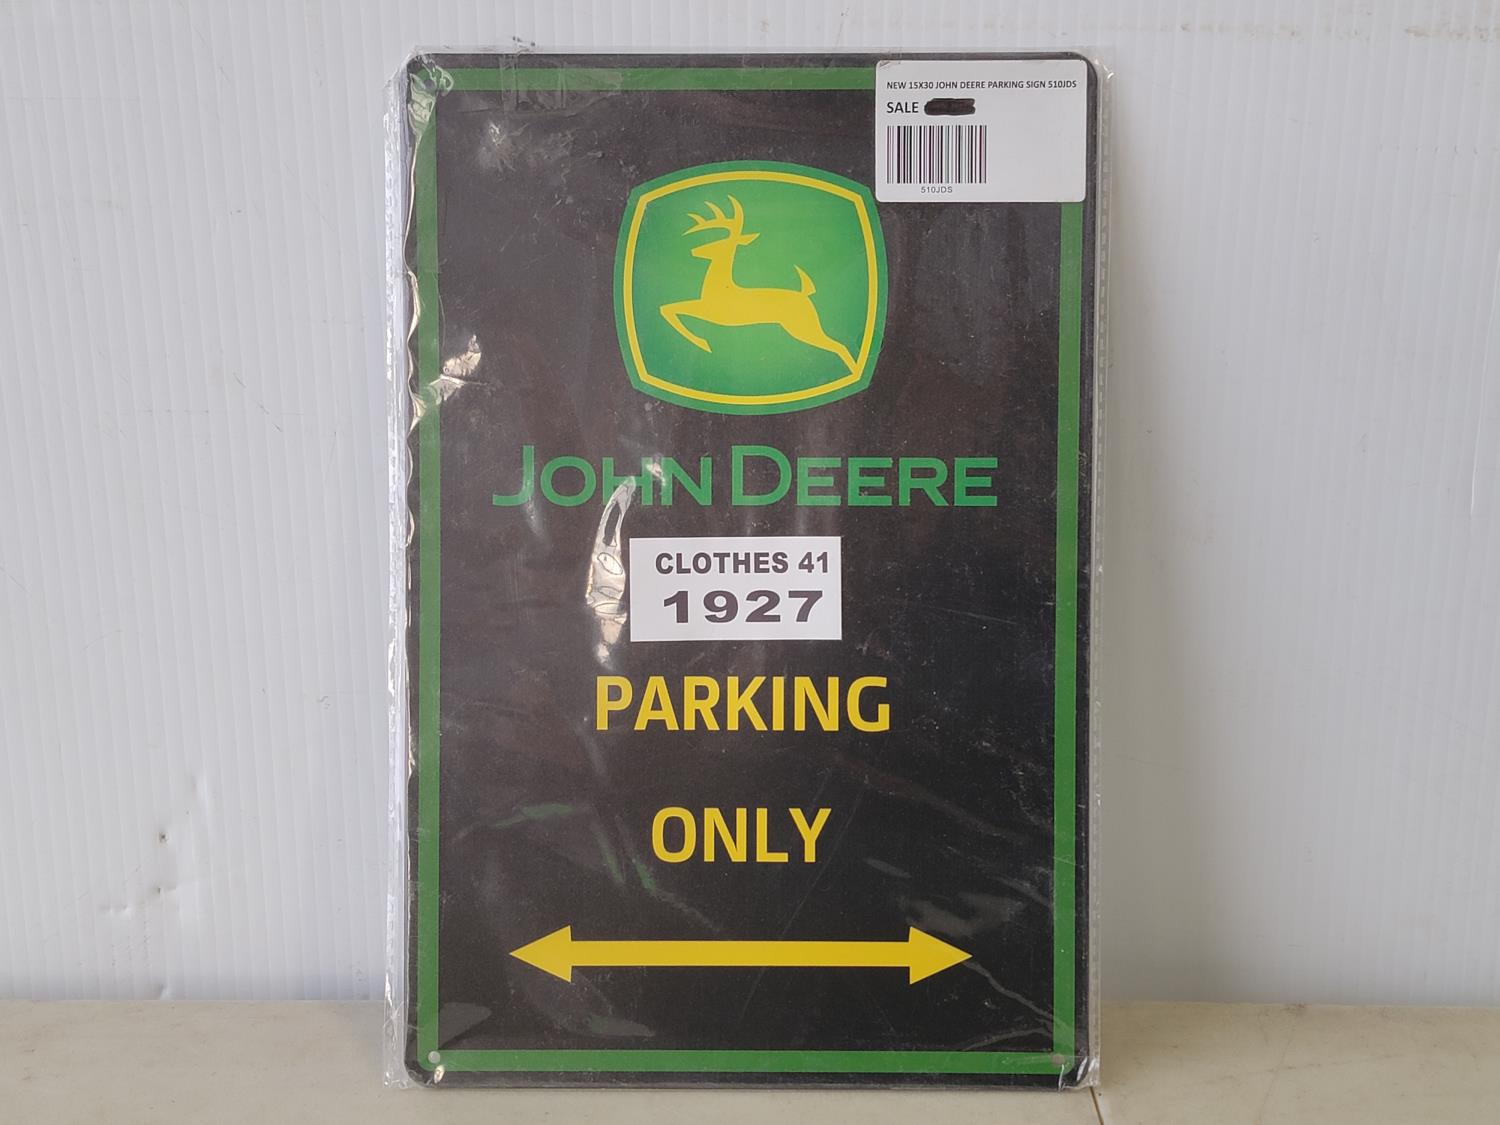 NEW 15X30 JOHN DEERE PARKING SIGN 510JDS
SALE
510JDS
JOHN DEERE
CLOTHES 41
1927
PARKING
ONLY